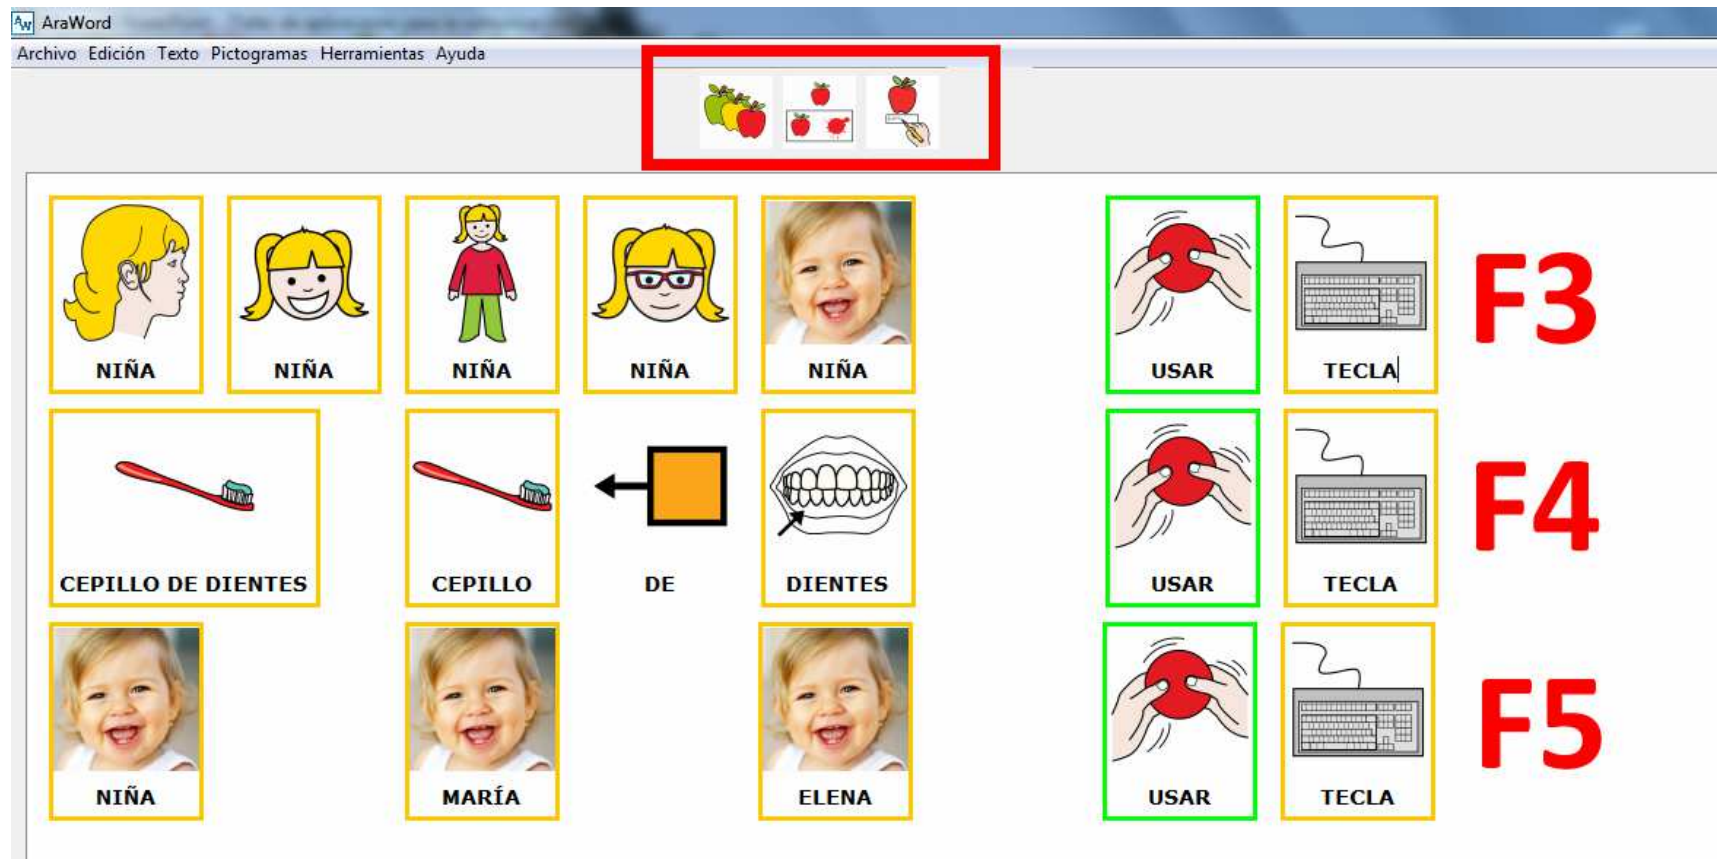 AW AraWord
Archivo Edición Texto Pictogramas Herramientas Ayuda
NIÑA NIÑA NIÑA NIÑA NIÑA USAR TECLA F3
CEPILLO DE DIENTES CEPILLO DE DIENTES USAR TECLA F4
NIÑA MARÍA ELENA USAR TECLA F5